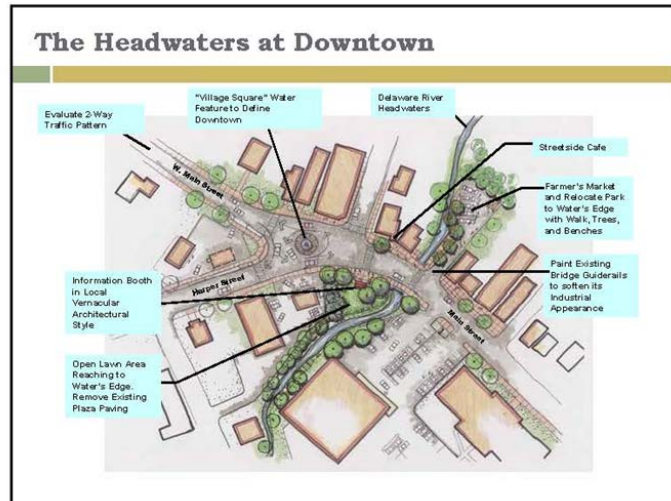 The Headwaters at Downtown
Evaluate 2-Way
Traffic Pattern
"Village Square" Water
Feature to Define
Downtown
Delaware River
Headwaters
Streetside Cafe
Farmer's Market
and Relocate Park
to Water's Edge
with Walk, Trees,
and Benches
W. Main Street
Information Booth
in Local
Vernacular
Architectural
Style
Harper Street
Paint Existing
Bridge Guiderails
to soften its
Industrial
Appearance
Main Street
Open Lawn Area
Reaching to
Water's Edge.
Remove Existing
Plaza Paving